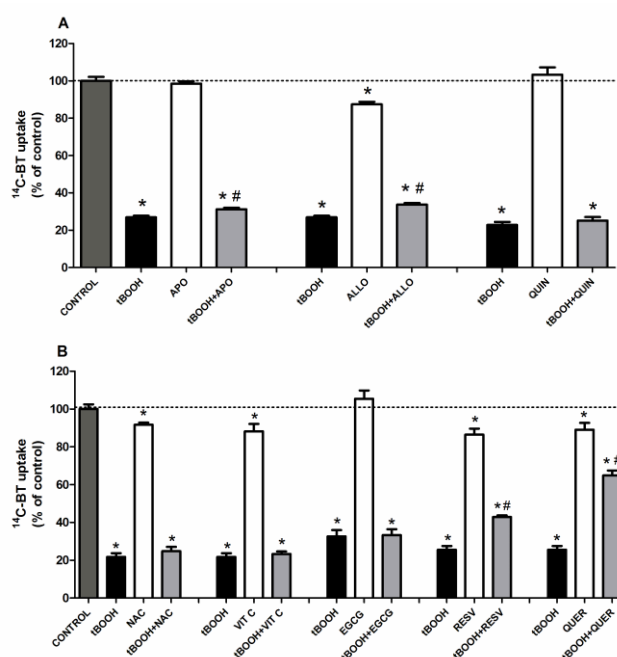 A
¹⁴C-BT uptake
(% of control)
120
100
80
60
40
20
0
*
* #
*
*
* #
*
*
CONTROL
tBOOH
APO
tBOOH+APO
tBOOH
ALLO
tBOOH+ALLO
tBOOH
QUIN
tBOOH+QUIN
B
¹⁴C-BT uptake
(% of control)
120
100
80
60
40
20
0
*
*
*
*
*
*
*
*
*
*
*#
*
*
*#
CONTROL
tBOOH
NAC
tBOOH+NAC
tBOOH
VIT C
tBOOH+VIT C
tBOOH
EGCG
tBOOH+EGCG
tBOOH
RESV
tBOOH+RESV
tBOOH
QUER
tBOOH+QUER